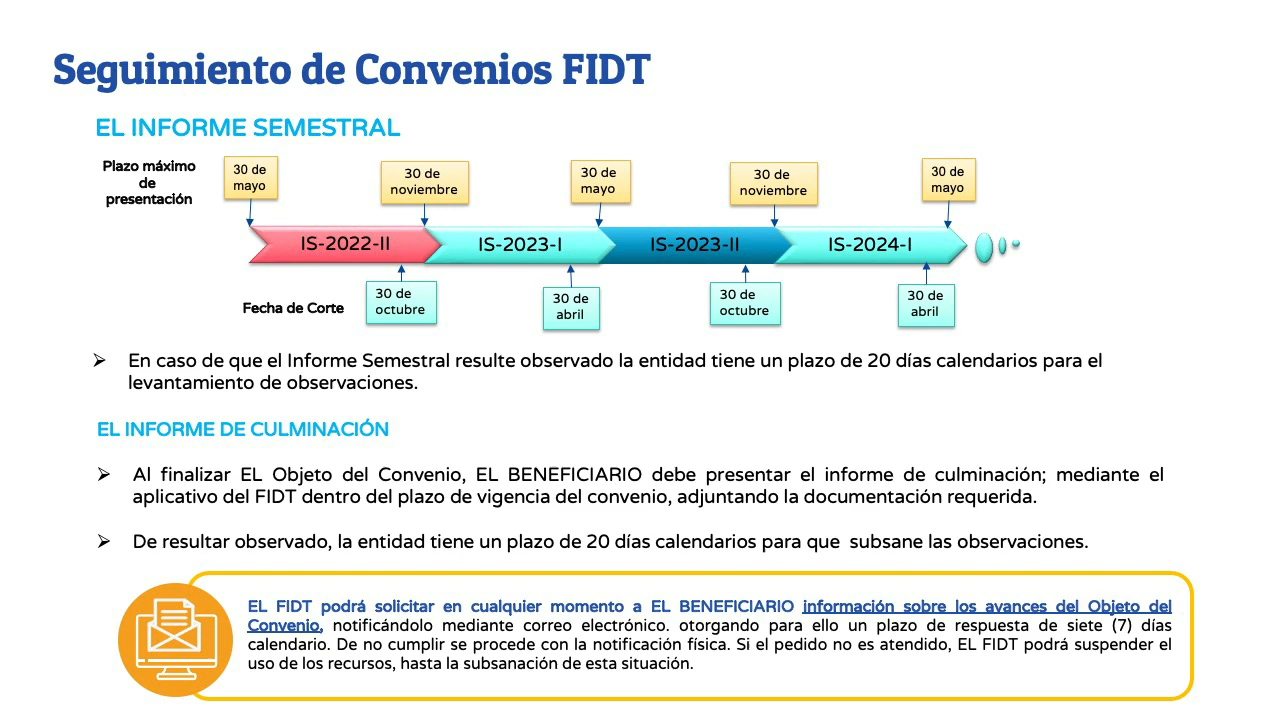 Seguimiento de Convenios FIDT
EL INFORME SEMESTRAL
Plazo máximo
de
presentación
30 de
mayo
30 de
noviembre
30 de
mayo
30 de
noviembre
30 de
mayo
IS-2022-II
IS-2023-I
IS-2023-II
IS-2024-I
Fecha de Corte
30 de
octubre
30 de
abril
30 de
octubre
30 de
abril
En caso de que el Informe Semestral resulte observado la entidad tiene un plazo de 20 días calendarios para el
levantamiento de observaciones.
EL INFORME DE CULMINACIÓN
Al finalizar EL Objeto del Convenio, EL BENEFICIARIO debe presentar el informe de culminación; mediante el
aplicativo del FIDT dentro del plazo de vigencia del convenio, adjuntando la documentación requerida.
De resultar observado, la entidad tiene un plazo de 20 días calendarios para que subsane las observaciones.
EL FIDT podrá solicitar en cualquier momento a EL BENEFICIARIO información sobre los avances del Objeto del
Convenio, notificándolo mediante correo electrónico. otorgando para ello un plazo de respuesta de siete (7) días
calendario. De no cumplir se procede con la notificación física. Si el pedido no es atendido, EL FIDT podrá suspender el
uso de los recursos, hasta la subsanación de esta situación.